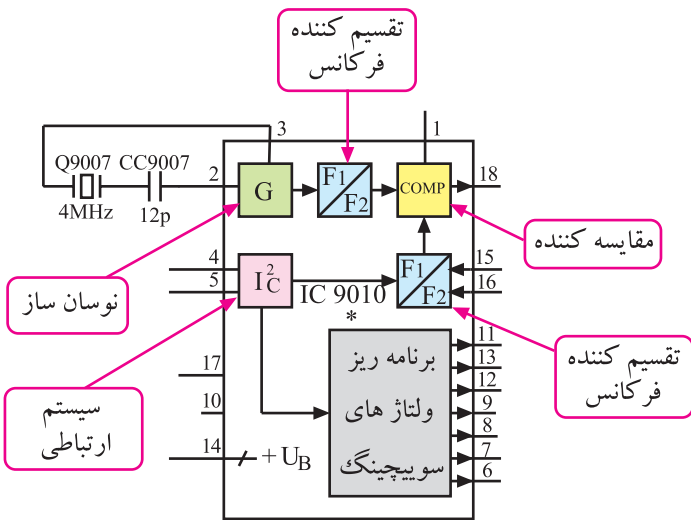 تقسیم کننده
فرکانس
3
1
Q9007 CC9007
2
4MHz 12p
G
F1
F2
COMP
18
مقایسه کننده
4
5
I²C
IC 9010
*
F1
F2
15
16
نوسان ساز
تقسیم کننده
فرکانس
سیستم
ارتباطی
17
10
14
+UB
برنامه ریز
ولتاژ های
سوییچینگ
11
13
12
9
8
7
6